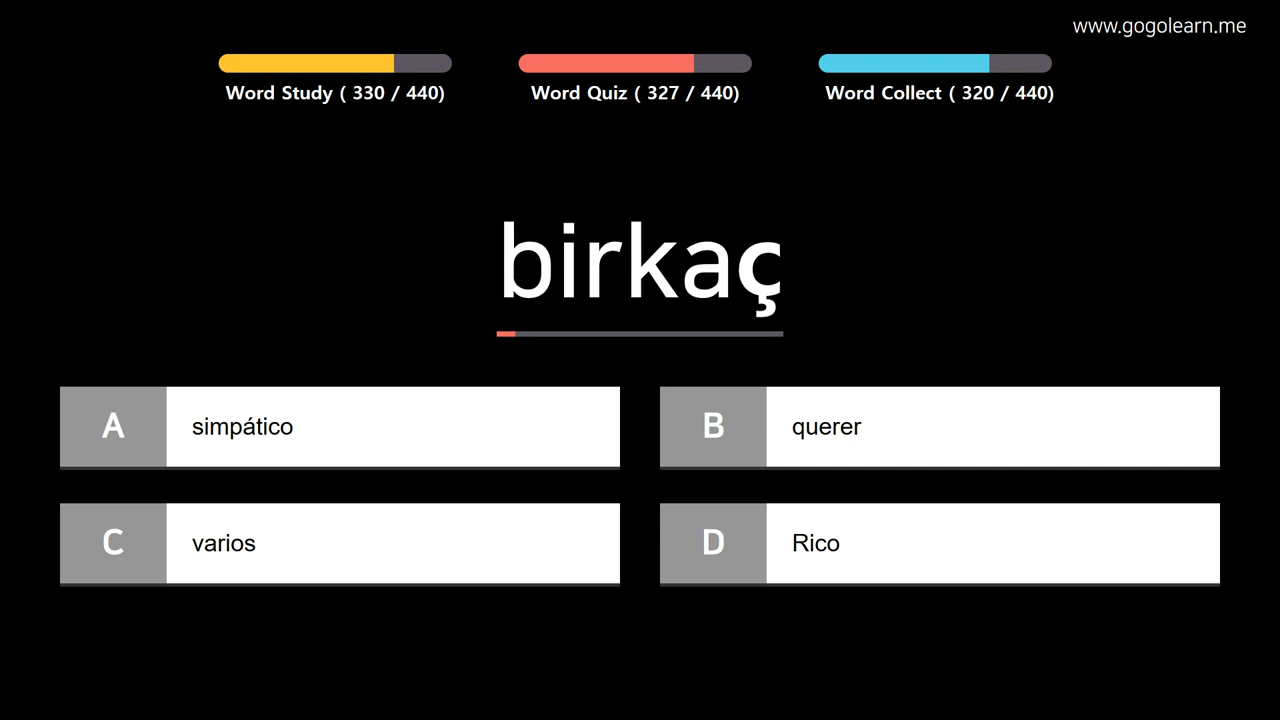 www.gogolearn.me
Word Study ( 330 / 440)
Word Quiz ( 327 / 440)
Word Collect ( 320 / 440)
birkaç
A simpático
B querer
C varios
D Rico